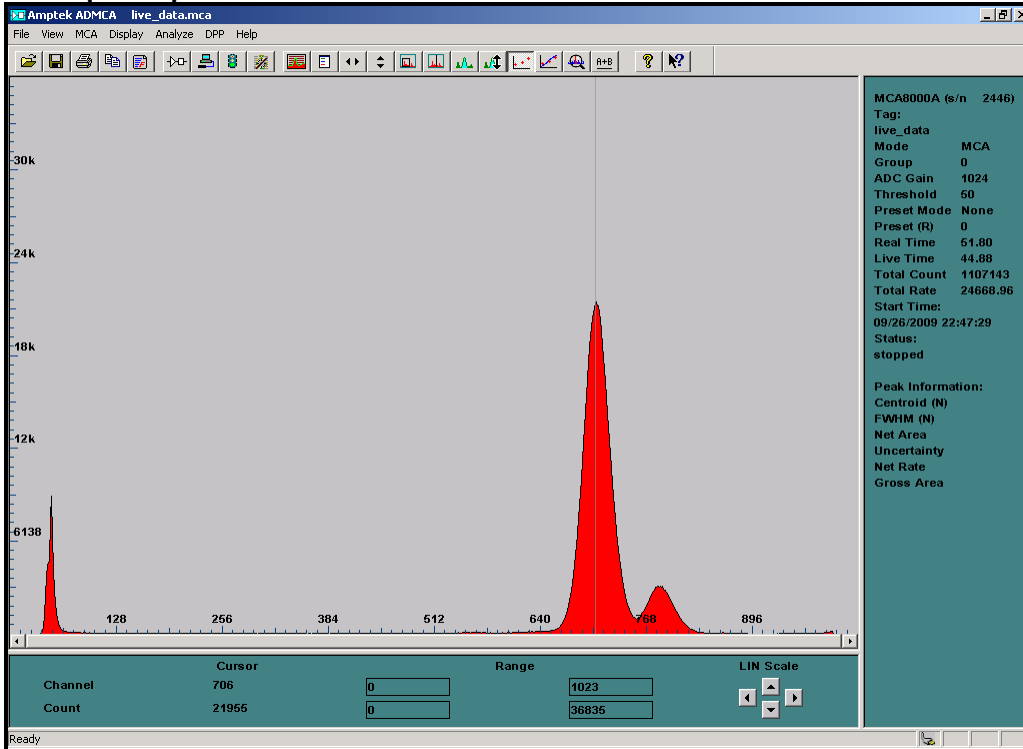 Amptek ADMCA live_data.mca
File View MCA Display Analyze DPP Help
A+B
30k
24k
18k
12k
6138
128 256 384 512 640 768 896
MCA8000A (s/n 2446)
Tag:
live_data
Mode MCA
Group 0
ADC Gain 1024
Threshold 50
Preset Mode None
Preset (R) 0
Real Time 51.80
Live Time 44.88
Total Count 1107143
Total Rate 24668.96
Start Time:
09/26/2009 22:47:29
Status:
stopped
Peak Information:
Centroid (N)
FWHM (N)
Net Area
Uncertainty
Net Rate
Gross Area
Cursor Range LIN Scale
Channel 706 0 1023
Count 21955 0 36835
Ready